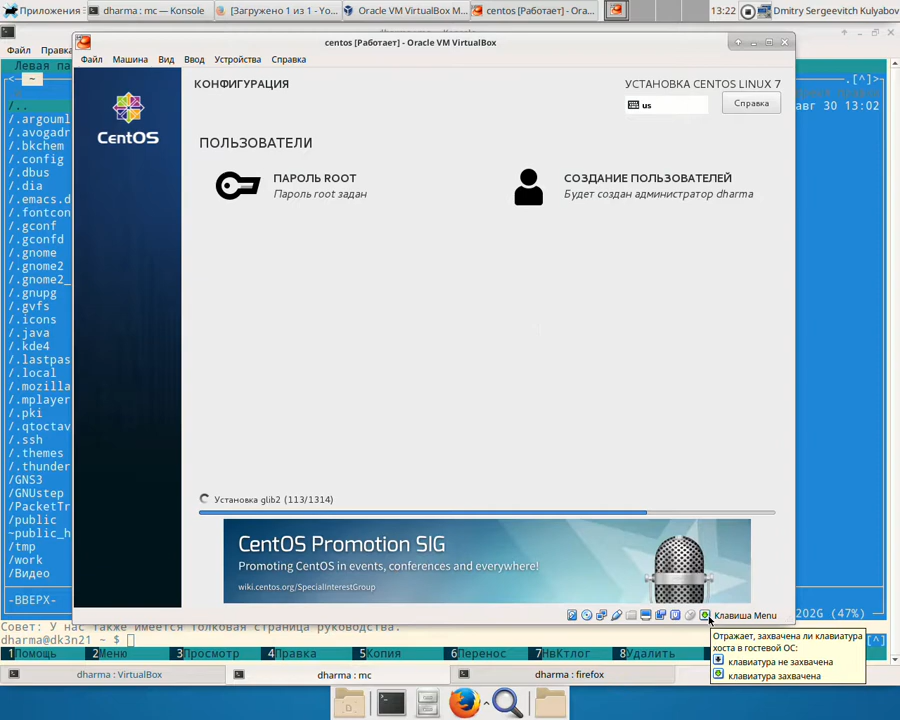 Приложения
dharma : mc — Konsole
[Загружено 1 из 1 - Yo...
Oracle VM VirtualBox M...
centos [Работает] - Ora...
13:22
Dmitry Sergeevitch Kulyabov
Файл
Правка
centos [Работает] - Oracle VM VirtualBox
Файл Машина Вид Ввод Устройства Справка
Левая пa
<— ~
.[^]>
/..
авг 30 13:02
/.argouml
/.avogadr
/.bkchem
/.config
/.dbus
/.dia
/.emacs.d
/.fontcon
/.gconf
/.gconfd
/.gnome
/.gnome2
/.gnome2_
/.gnupg
/.gvfs
/.icons
/.java
/.kde4
/.lastpas
/.local
/.mozilla
/.mplayer
/.pki
/.qtoctav
/.ssh
/.themes
/.thunder
/GNS3
/GNUstep
/PacketTr
/public
~public_h
/tmp
/work
/Видео
-ВВЕРХ-
202G (47%)
CentOS
КОНФИГУРАЦИЯ
УСТАНОВКА CENTOS LINUX 7
us
Справка
ПОЛЬЗОВАТЕЛИ
ПАРОЛЬ ROOT
Пароль root задан
СОЗДАНИЕ ПОЛЬЗОВАТЕЛЕЙ
Будет создан администратор dharma
Установка glib2 (113/1314)
CentOS Promotion SIG
Promoting CentOS in events, conferences and everywhere!
wiki.centos.org/SpecialInterestGroup
Клавиша Menu
Совет: У нас также имеется толковая страница руководства.
dharma@dk3n21 ~ $
[^]
1Помощь 2Меню 3Просмотр 4Правка 5Копия 6Перенос 7НвКтлог 8Удалить
Отражает, захвачена ли клавиатура
хоста в гостевой ОС:
клавиатура не захвачена
клавиатура захвачена
dharma : VirtualBox
dharma : mc
dharma : firefox